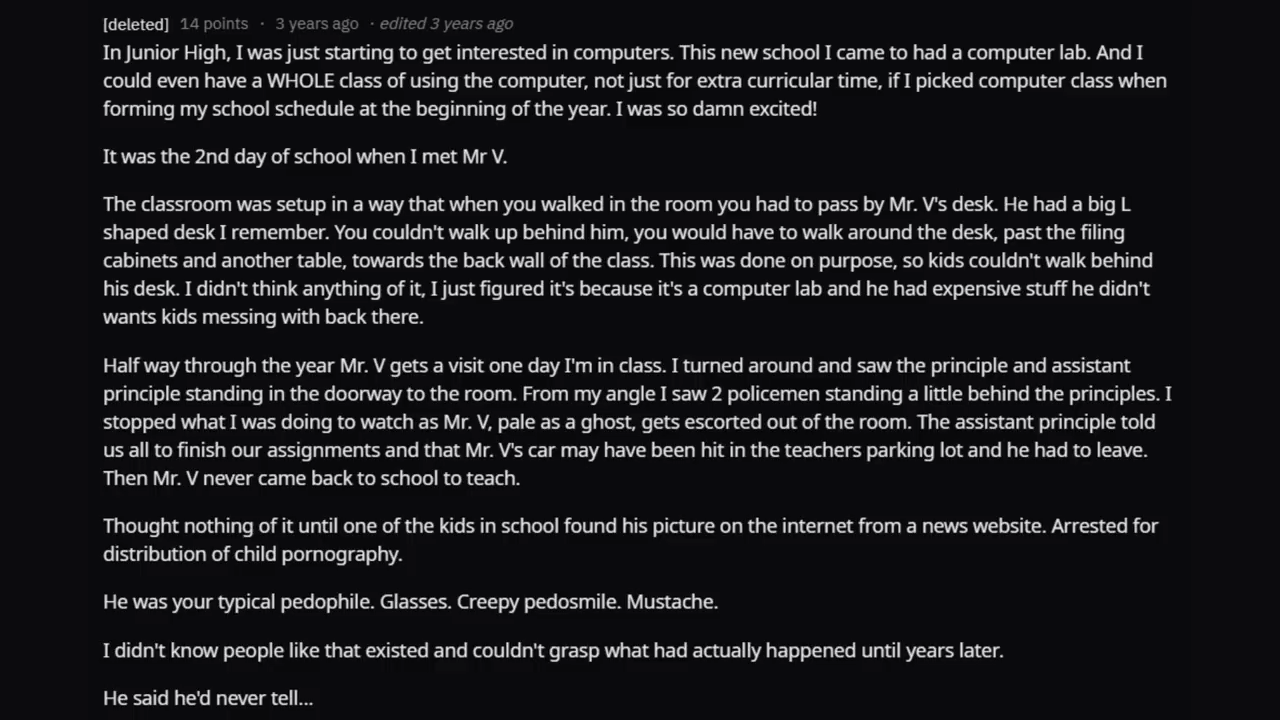 [deleted] 14 points · 3 years ago · edited 3 years ago
In Junior High, I was just starting to get interested in computers. This new school I came to had a computer lab. And I
could even have a WHOLE class of using the computer, not just for extra curricular time, if I picked computer class when
forming my school schedule at the beginning of the year. I was so damn excited!
It was the 2nd day of school when I met Mr V.
The classroom was setup in a way that when you walked in the room you had to pass by Mr. V's desk. He had a big L
shaped desk I remember. You couldn't walk up behind him, you would have to walk around the desk, past the filing
cabinets and another table, towards the back wall of the class. This was done on purpose, so kids couldn't walk behind
his desk. I didn't think anything of it, I just figured it's because it's a computer lab and he had expensive stuff he didn't
wants kids messing with back there.
Half way through the year Mr. V gets a visit one day I'm in class. I turned around and saw the principle and assistant
principle standing in the doorway to the room. From my angle I saw 2 policemen standing a little behind the principles. I
stopped what I was doing to watch as Mr. V, pale as a ghost, gets escorted out of the room. The assistant principle told
us all to finish our assignments and that Mr. V's car may have been hit in the teachers parking lot and he had to leave.
Then Mr. V never came back to school to teach.
Thought nothing of it until one of the kids in school found his picture on the internet from a news website. Arrested for
distribution of child pornography.
He was your typical pedophile. Glasses. Creepy pedosmile. Mustache.
I didn't know people like that existed and couldn't grasp what had actually happened until years later.
He said he'd never tell...